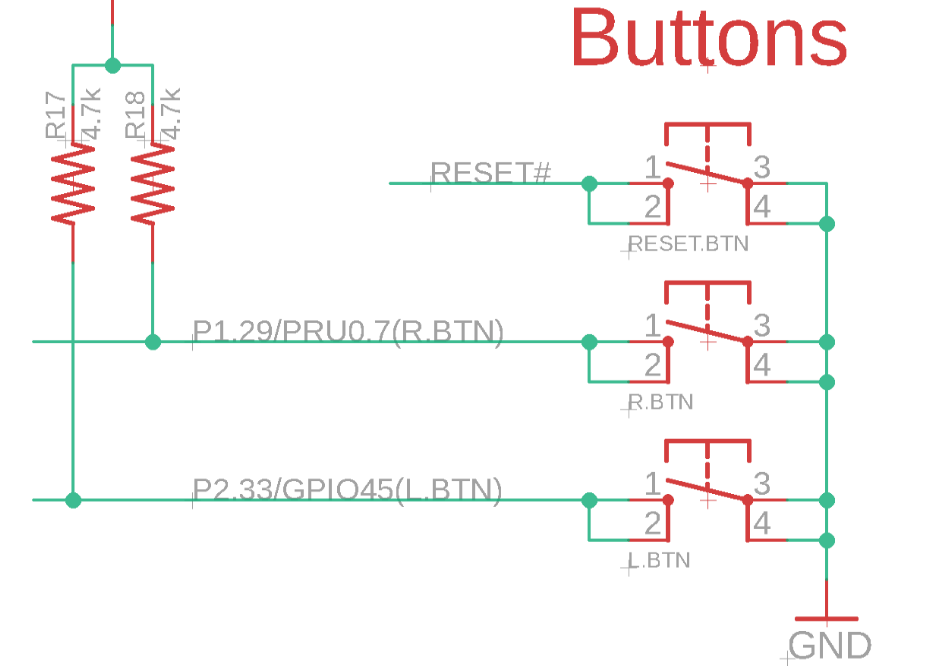 Buttons
R17
4.7k
R18
4.7k
RESET#
1
3
2
4
RESET.BTN
P1.29/PRU0.7(R.BTN)
1
3
2
4
R.BTN
P2.33/GPIO45(L.BTN)
1
3
2
4
L.BTN
GND